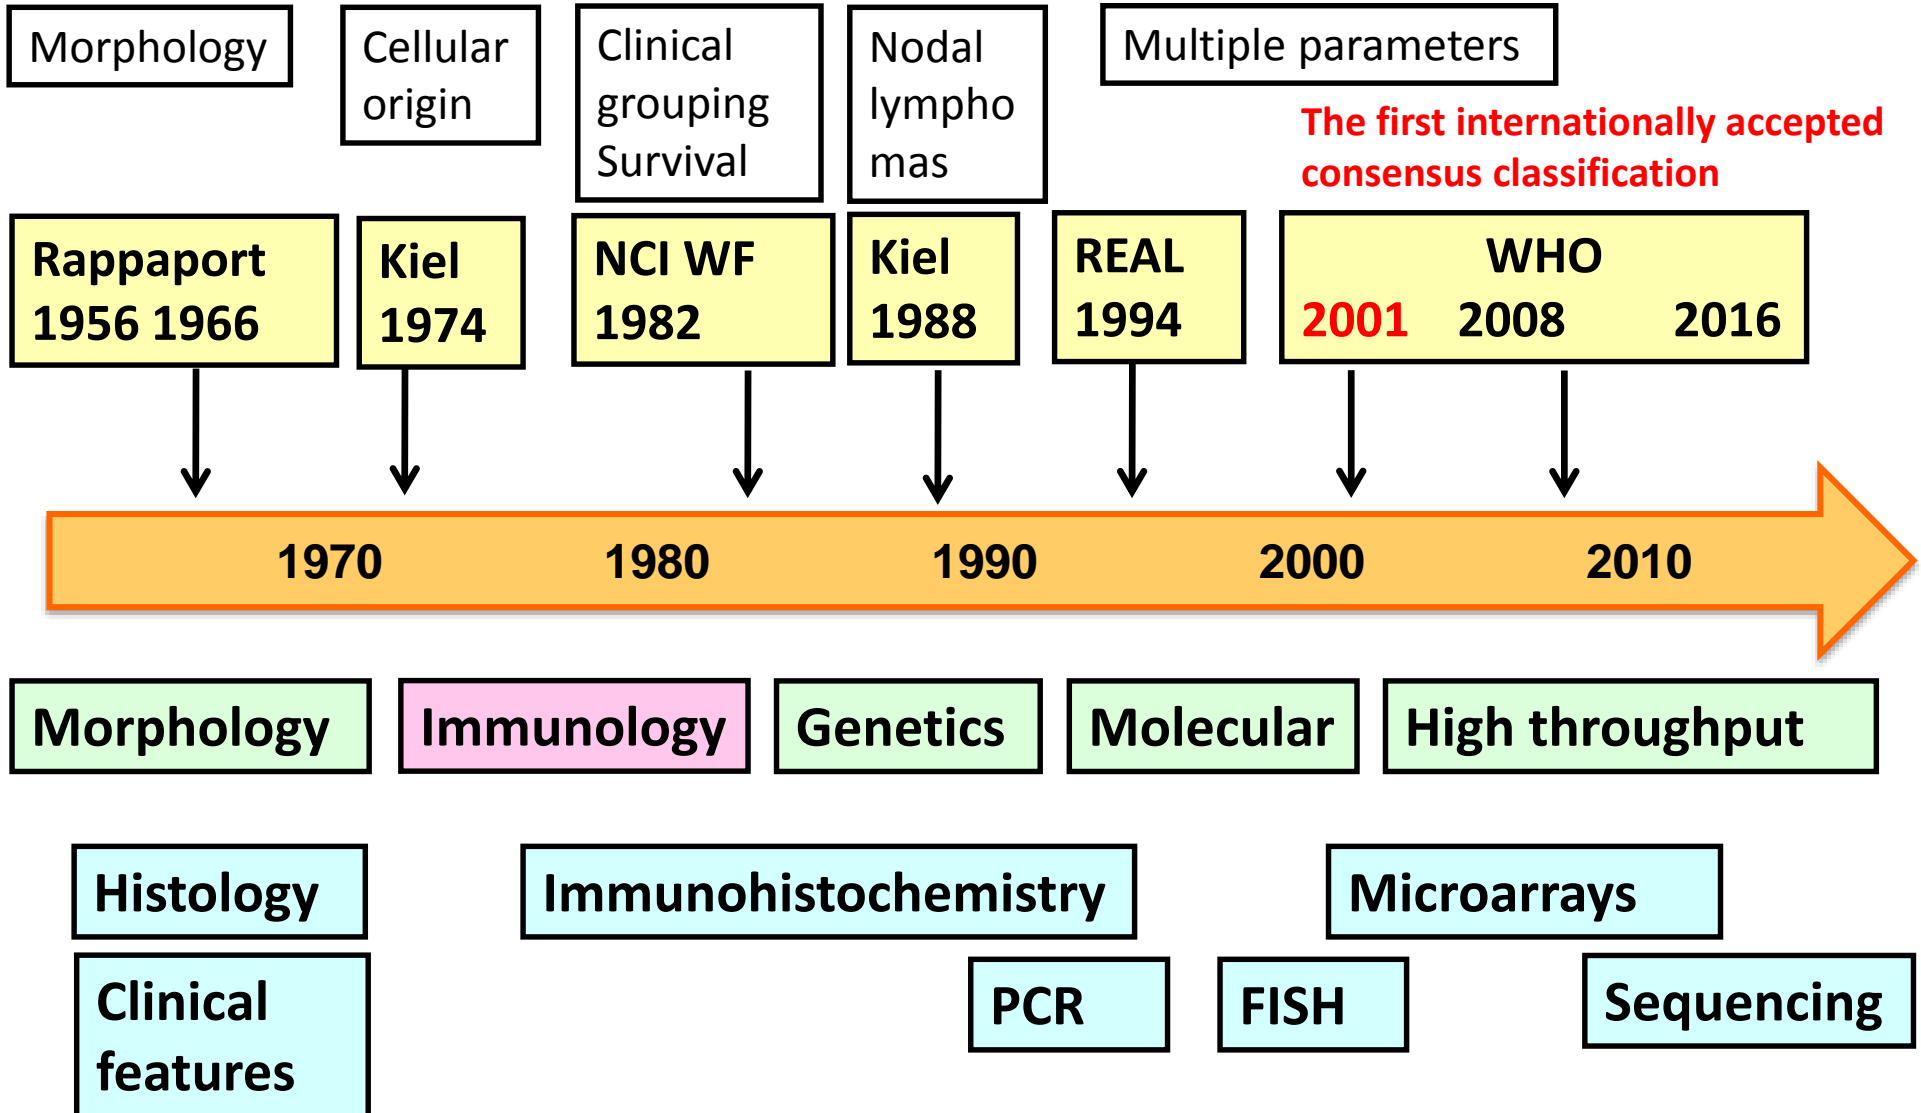 Morphology
Cellular
origin
Clinical
grouping
Survival
Nodal
lympho
mas
Multiple parameters
The first internationally accepted
consensus classification
Rappaport
1956 1966
Kiel
1974
NCI WF
1982
Kiel
1988
REAL
1994
WHO
2001 2008 2016
1970 1980 1990 2000 2010
Morphology
Immunology
Genetics
Molecular
High throughput
Histology
Immunohistochemistry
Microarrays
Clinical
features
PCR
FISH
Sequencing